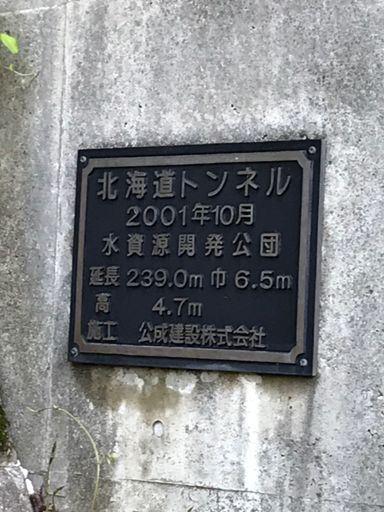 北海道トンネル
2001年10月
水資源開発公団
延長 239.0m 巾 6.5m
高 4.7m
施工 公成建設株式会社